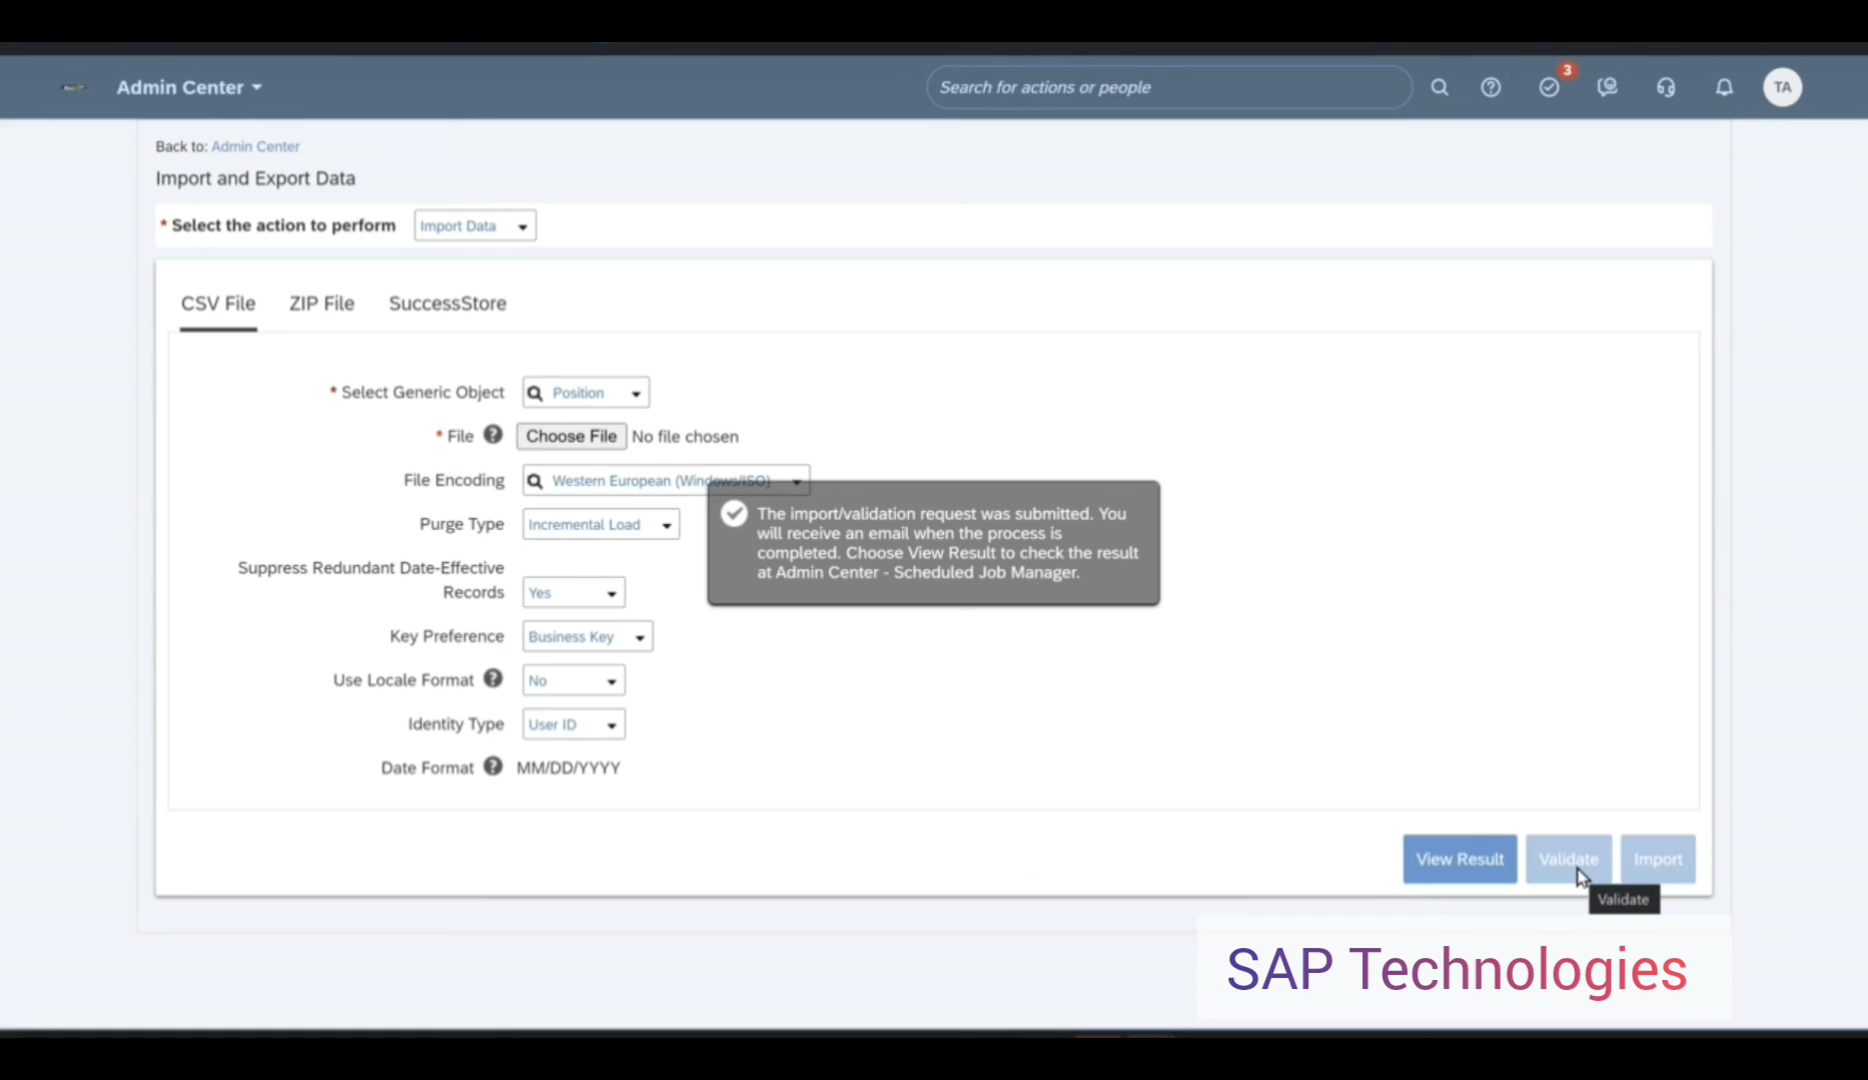 Admin Center
Search for actions or people
3
TA
Back to: Admin Center
Import and Export Data
* Select the action to perform Import Data
CSV File ZIP File SuccessStore
* Select Generic Object Position
* File Choose File No file chosen
File Encoding Western European (Windows/ISO)
Purge Type Incremental Load
Suppress Redundant Date-Effective
Records Yes
Key Preference Business Key
Use Locale Format No
Identity Type User ID
Date Format MM/DD/YYYY
The import/validation request was submitted. You
will receive an email when the process is
completed. Choose View Result to check the result
at Admin Center - Scheduled Job Manager.
View Result Validate Import
Validate
SAP Technologies